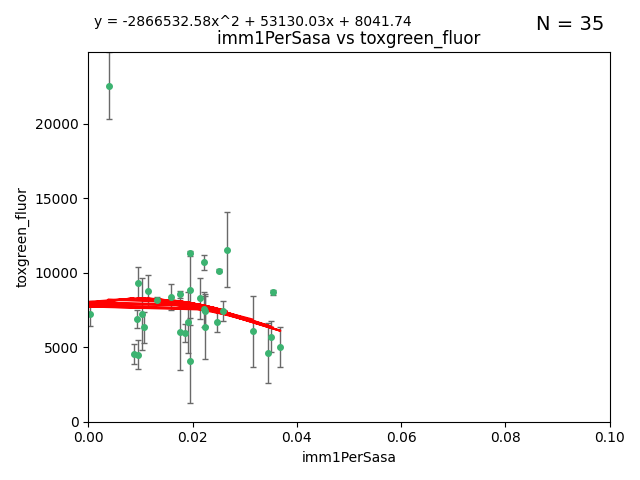 y = -2866532.58x^2 + 53130.03x + 8041.74
N = 35
imm1PerSasa vs toxgreen_fluor
toxgreen_fluor
20000
15000
10000
5000
0
0.00 0.02 0.04 0.06 0.08 0.10
imm1PerSasa